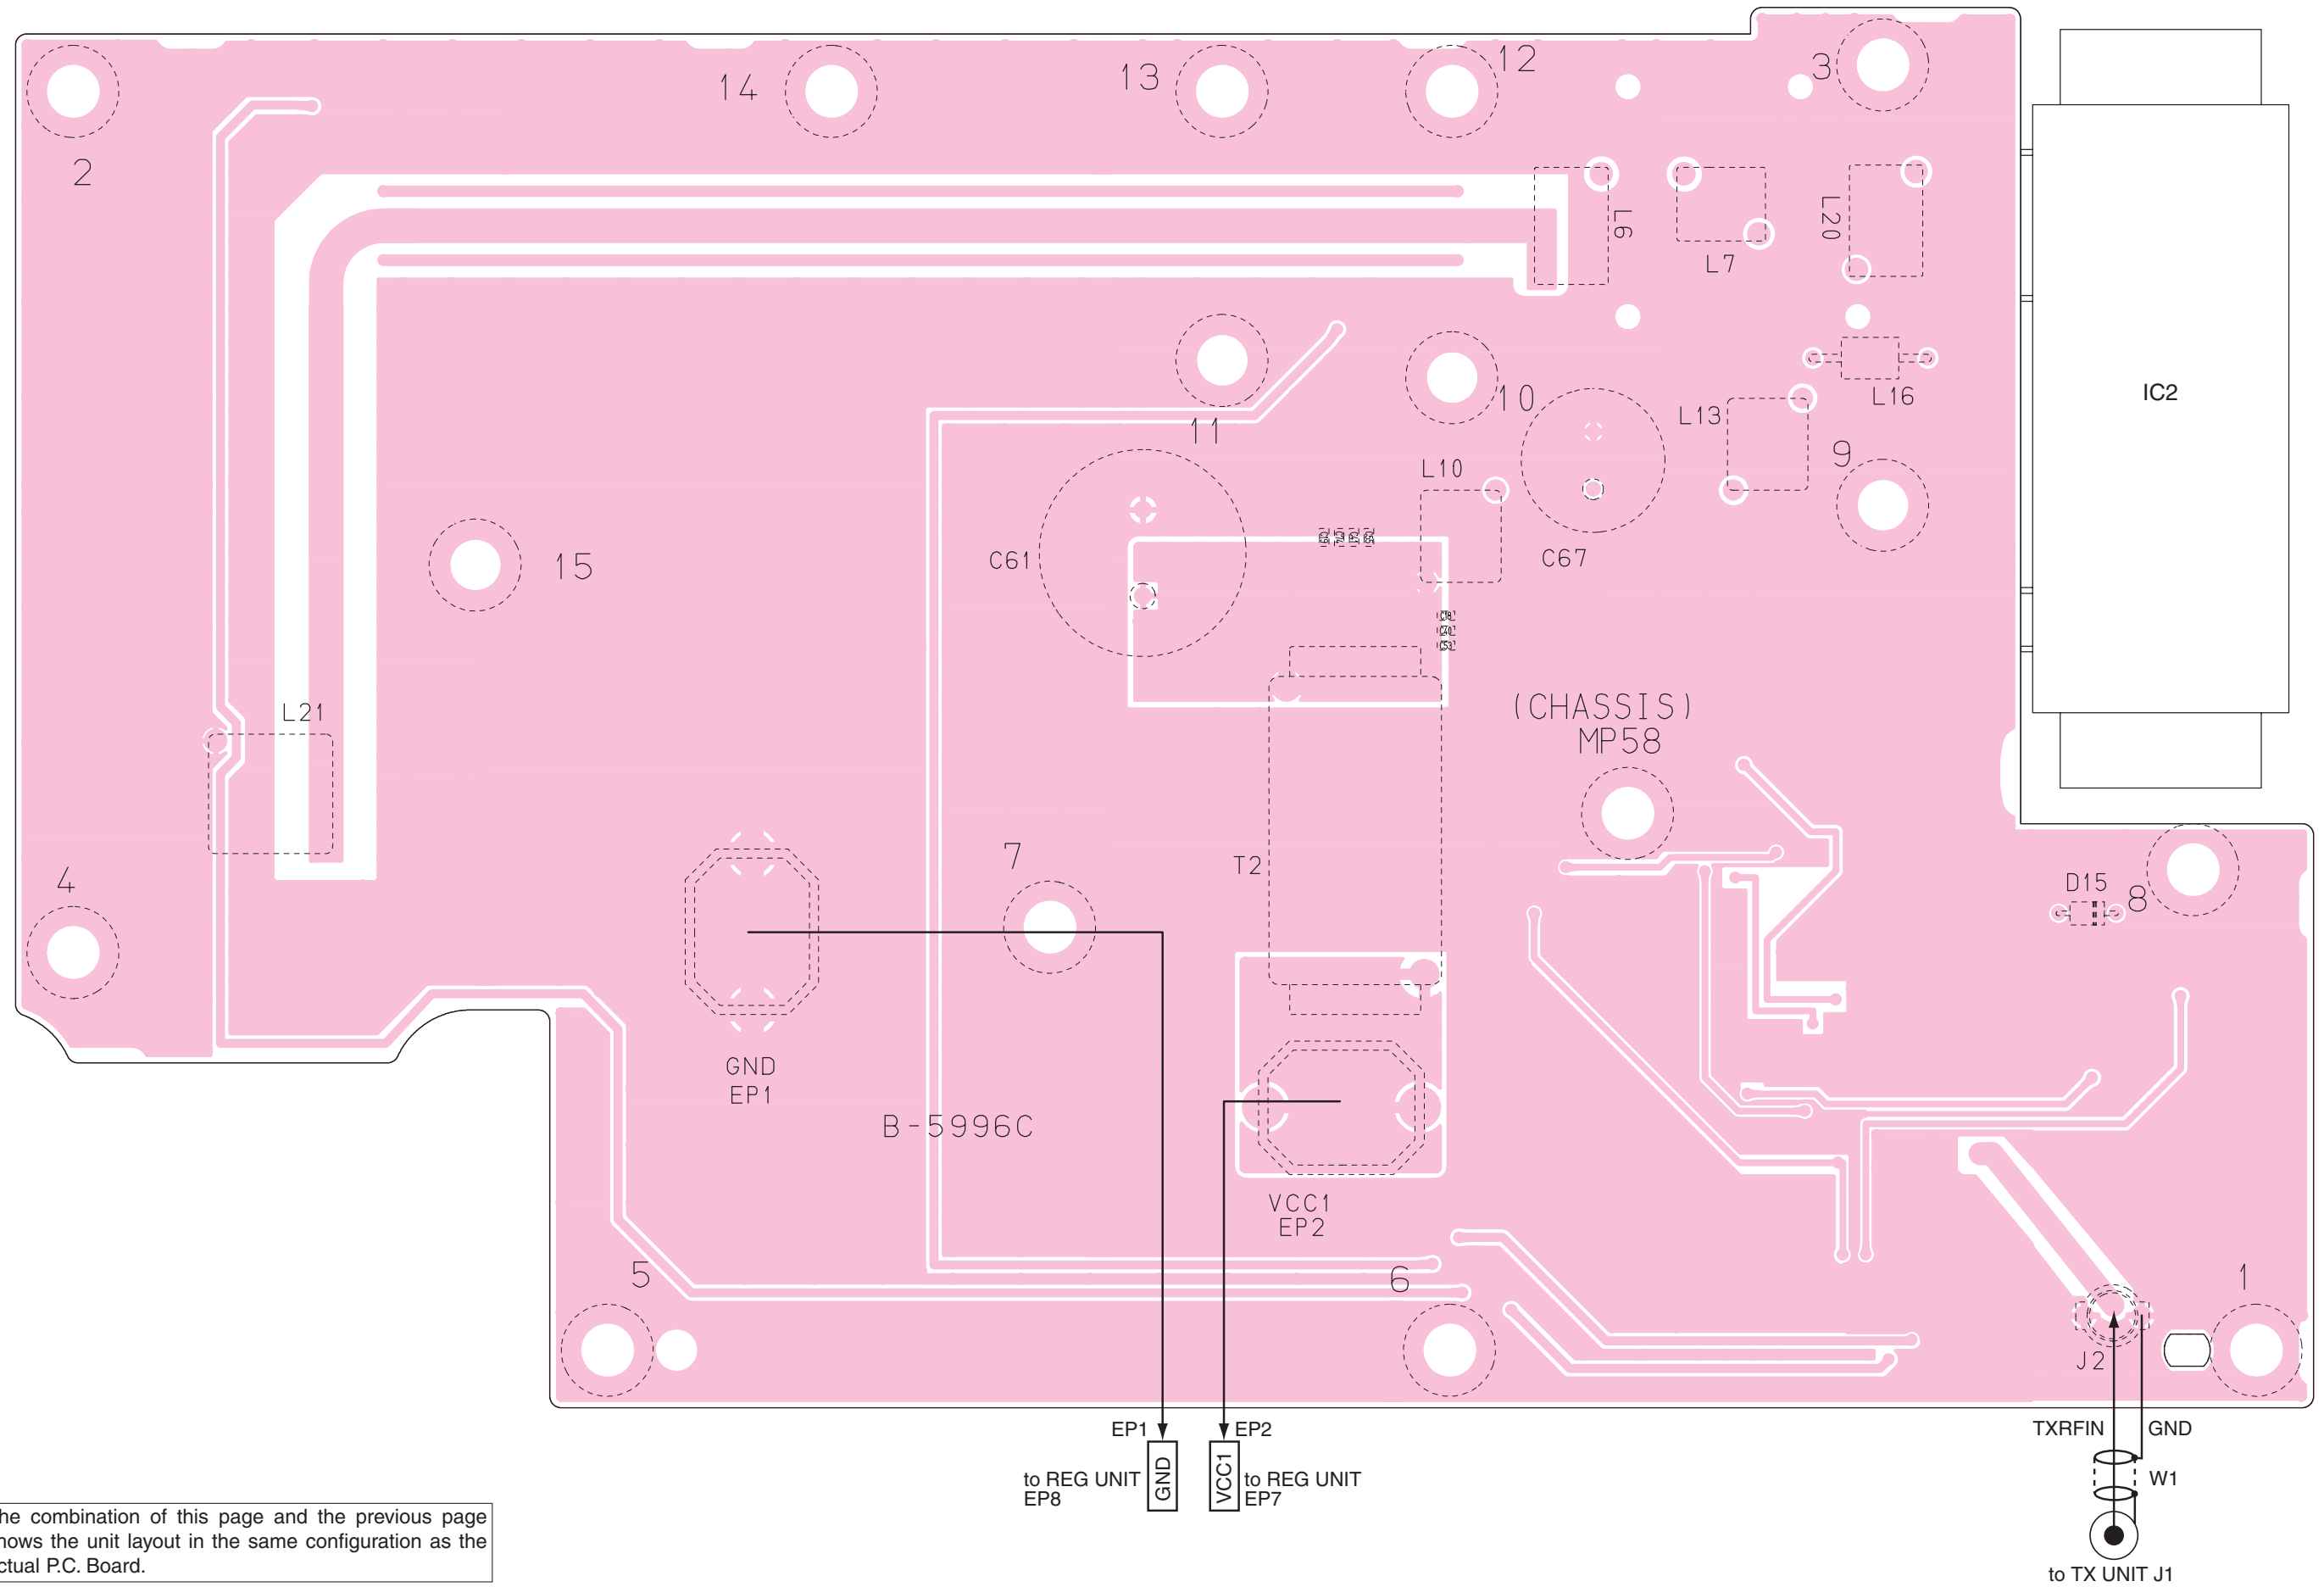 14
13
12
3
2
L6
L7
L20
L16
IC2
L13
9
10
11
L10
C61
C67
15
C18
C40
C53
(CHASSIS)
MP58
L21
7
T2
4
D15
8
GND
EP1
B-5996C
VCC1
EP2
5
6
1
J2
EP1
EP2
TXRFIN
GND
to REG UNIT
EP8
GND
VCC1
to REG UNIT
EP7
W1
to TX UNIT J1
he combination of this page and the previous page
hows the unit layout in the same configuration as the
ctual P.C. Board.